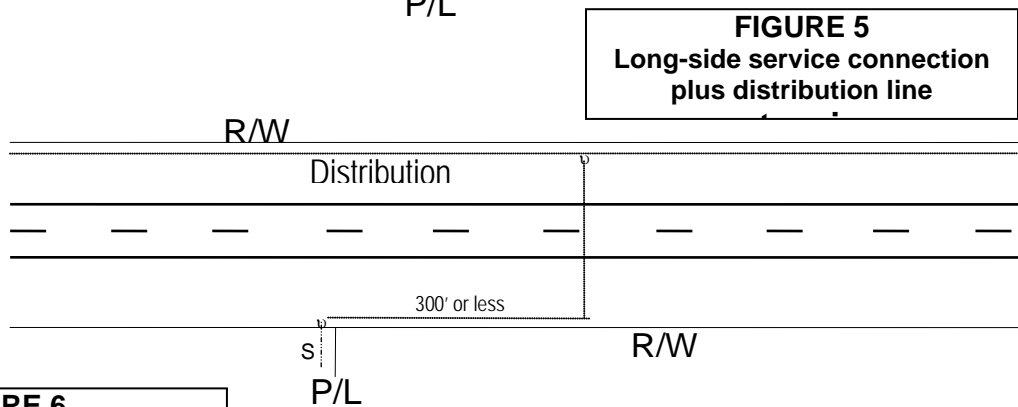 P/L
FIGURE 5
Long-side service connection
plus distribution line
R/W
Distribution
300' or less
S
R/W
P/L
RE 6